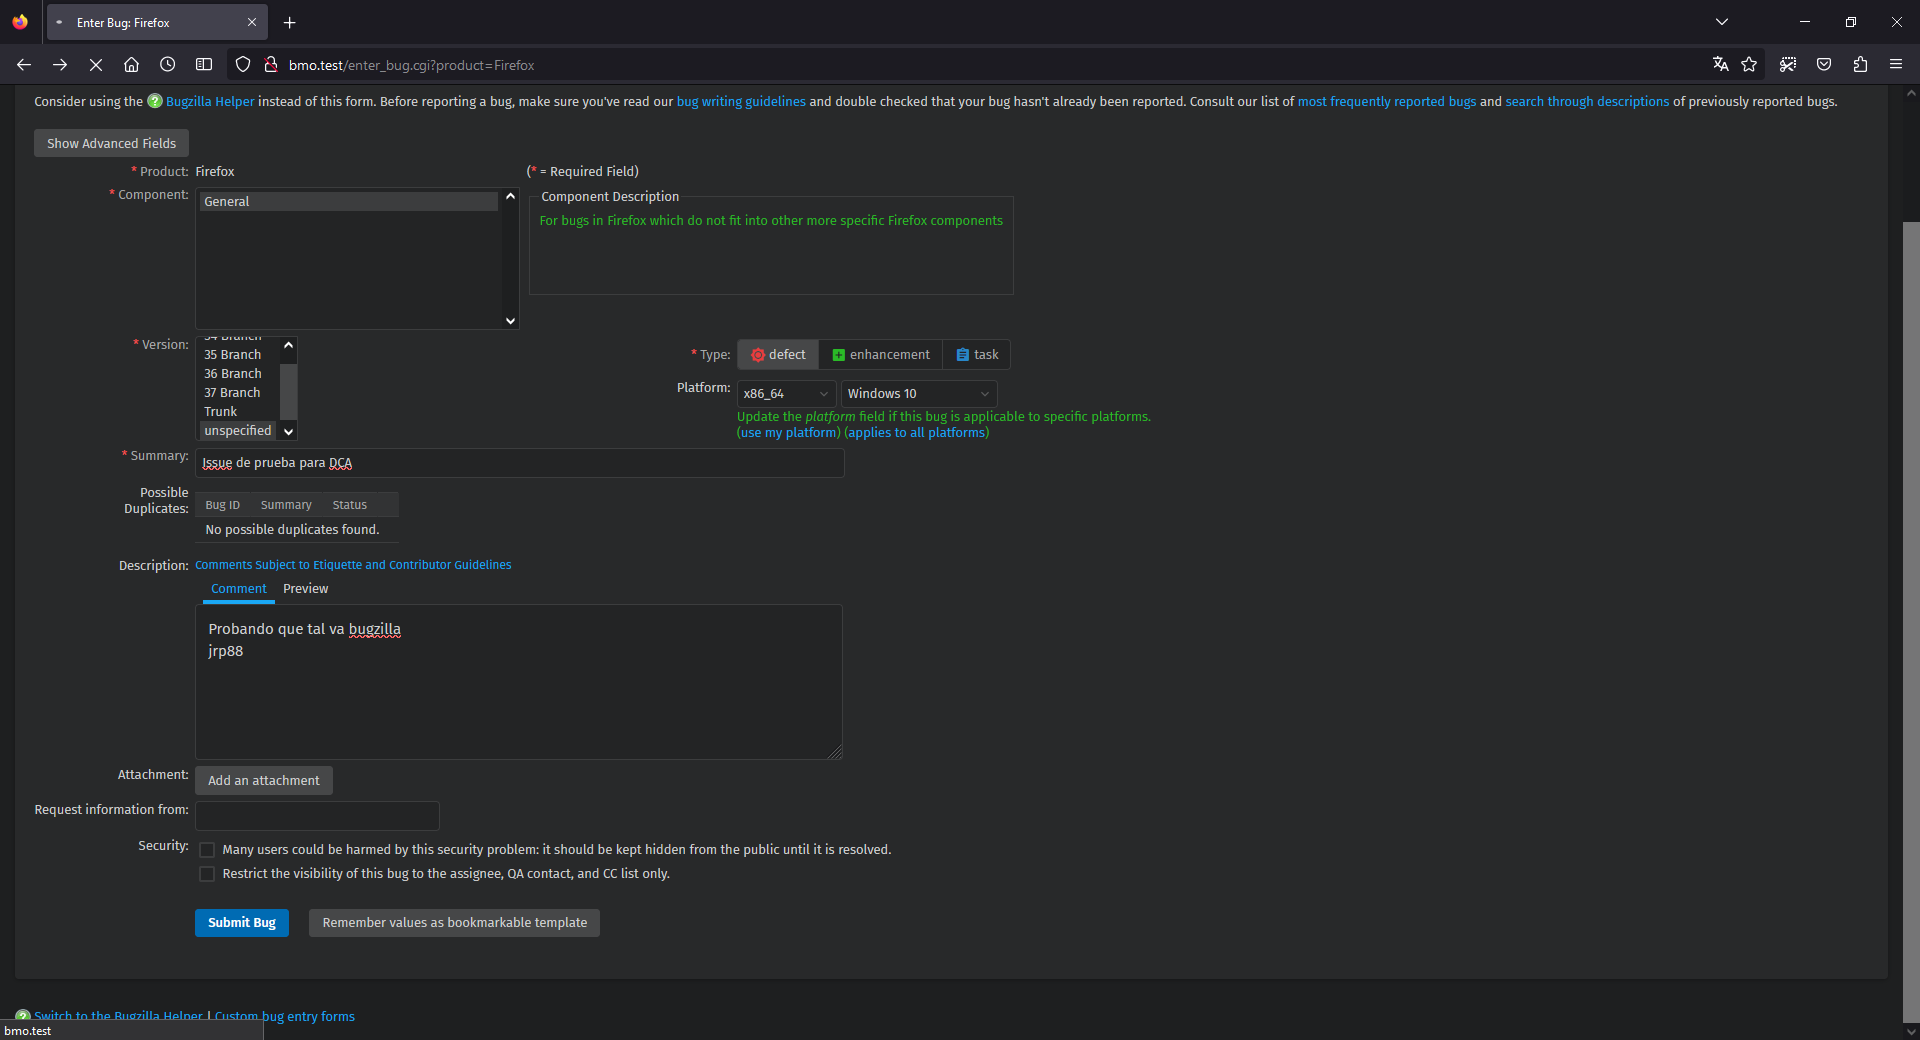 Enter Bug: Firefox
bmo.test/enter_bug.cgi?product=Firefox
Consider using the Bugzilla Helper instead of this form. Before reporting a bug, make sure you've read our bug writing guidelines and double checked that your bug hasn't already been reported. Consult our list of most frequently reported bugs and search through descriptions of previously reported bugs.
Show Advanced Fields
* Product: Firefox
(* = Required Field)
* Component:
General
Component Description
For bugs in Firefox which do not fit into other more specific Firefox components
* Version:
34 Branch
35 Branch
36 Branch
37 Branch
Trunk
unspecified
* Type: defect enhancement task
Platform: x86_64 Windows 10
Update the platform field if this bug is applicable to specific platforms.
(use my platform) (applies to all platforms)
* Summary: Issue de prueba para DCA
Possible Duplicates:
Bug ID Summary Status
No possible duplicates found.
Description: Comments Subject to Etiquette and Contributor Guidelines
Comment Preview
Probando que tal va bugzilla
jrp88
Attachment: Add an attachment
Request information from:
Security: Many users could be harmed by this security problem: it should be kept hidden from the public until it is resolved.
Restrict the visibility of this bug to the assignee, QA contact, and CC list only.
Submit Bug Remember values as bookmarkable template
Switch to the Bugzilla Helper | Custom bug entry forms
bmo.test